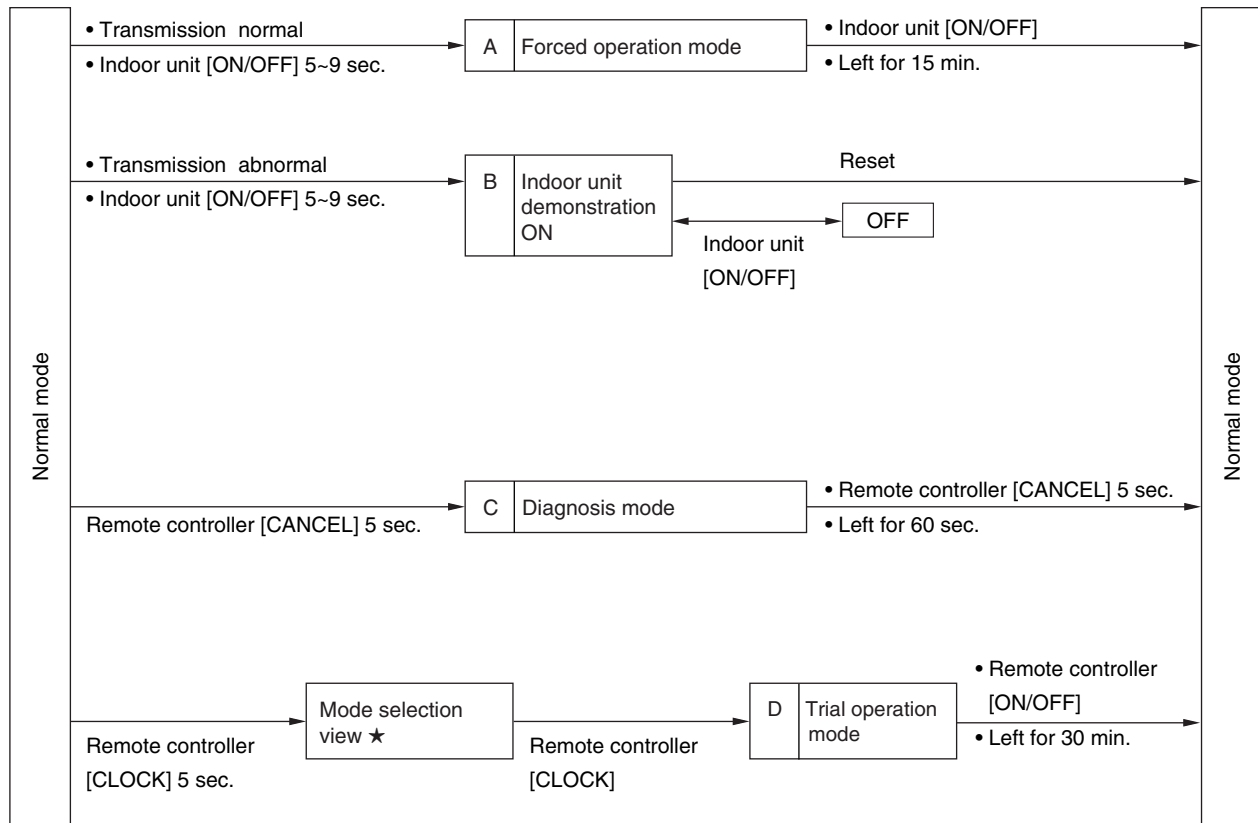 Normal mode
• Transmission normal
• Indoor unit [ON/OFF] 5~9 sec.
A Forced operation mode
• Indoor unit [ON/OFF]
• Left for 15 min.
• Transmission abnormal
• Indoor unit [ON/OFF] 5~9 sec.
B Indoor unit
demonstration
ON
Reset
Indoor unit
[ON/OFF]
OFF
Remote controller [CANCEL] 5 sec.
C Diagnosis mode
• Remote controller [CANCEL] 5 sec.
• Left for 60 sec.
Remote controller
[CLOCK] 5 sec.
Mode selection
view ★
Remote controller
[CLOCK]
D Trial operation
mode
• Remote controller
[ON/OFF]
• Left for 30 min.
Normal mode